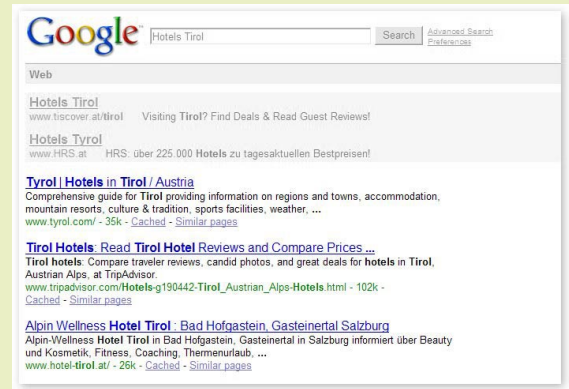 Google™ Hotels Tirol Search Advanced Search
Preferences
Web
Hotels Tirol
www.tiscover.at/tirol Visiting Tirol? Find Deals & Read Guest Reviews!
Hotels Tyrol
www.HRS.at HRS: über 225.000 Hotels zu tagesaktuellen Bestpreisen!
Tyrol | Hotels in Tirol / Austria
Comprehensive guide for Tirol providing information on regions and towns, accommodation,
mountain resorts, culture & tradition, sports facilities, weather, ...
www.tyrol.com/ - 35k - Cached - Similar pages
Tirol Hotels: Read Tirol Hotel Reviews and Compare Prices ...
Tirol hotels: Compare traveler reviews, candid photos, and great deals for hotels in Tirol,
Austrian Alps, at TripAdvisor.
www.tripadvisor.com/Hotels-g190442-Tirol_Austrian_Alps-Hotels.html - 102k -
Cached - Similar pages
Alpin Wellness Hotel Tirol : Bad Hofgastein, Gasteinertal Salzburg
Alpin-Wellness Hotel Tirol in Bad Hofgastein, Gasteinertal in Salzburg informiert über Beauty
und Kosmetik, Fitness, Coaching, Thermenurlaub, ...
www.hotel-tirol.at/ - 26k - Cached - Similar pages